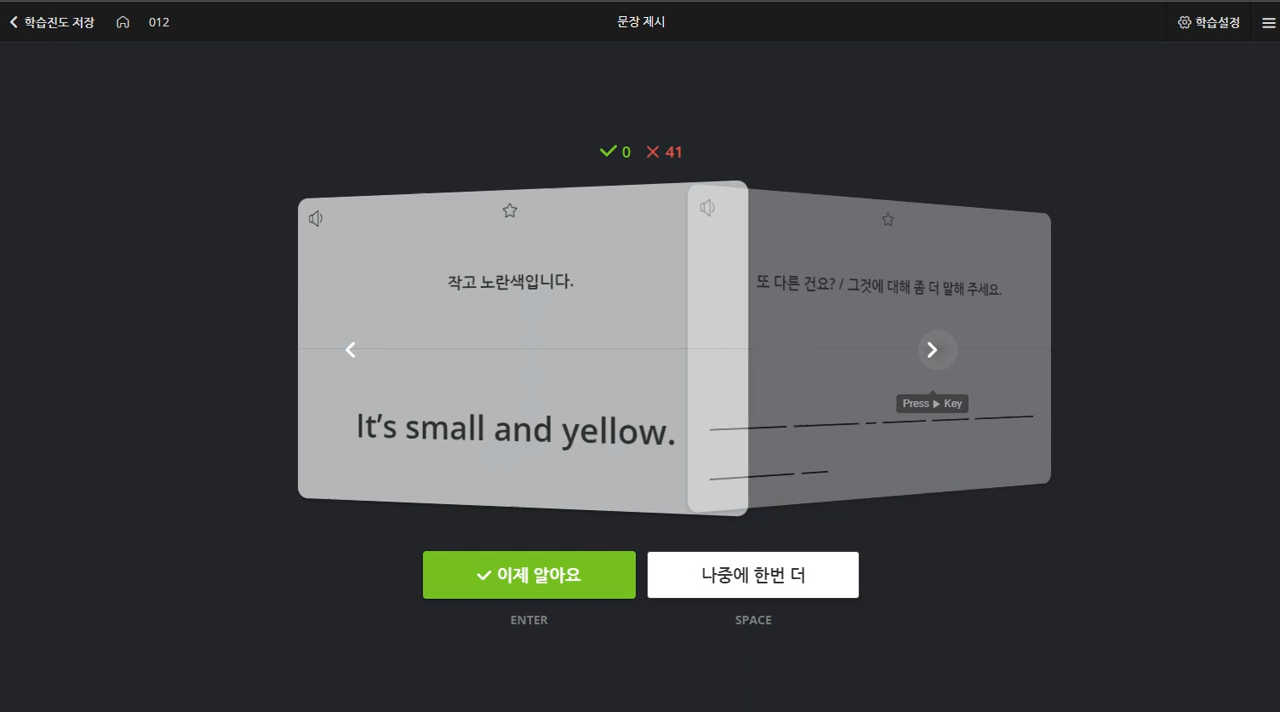 학습진도 저장 012 문장 제시 학습설정
0 41
작고 노란색입니다.
It's small and yellow.
또 다른 건요? / 그것에 대해 좀 더 말해 주세요.
Press ▶ Key
이제 알아요 나중에 한번 더
ENTER SPACE